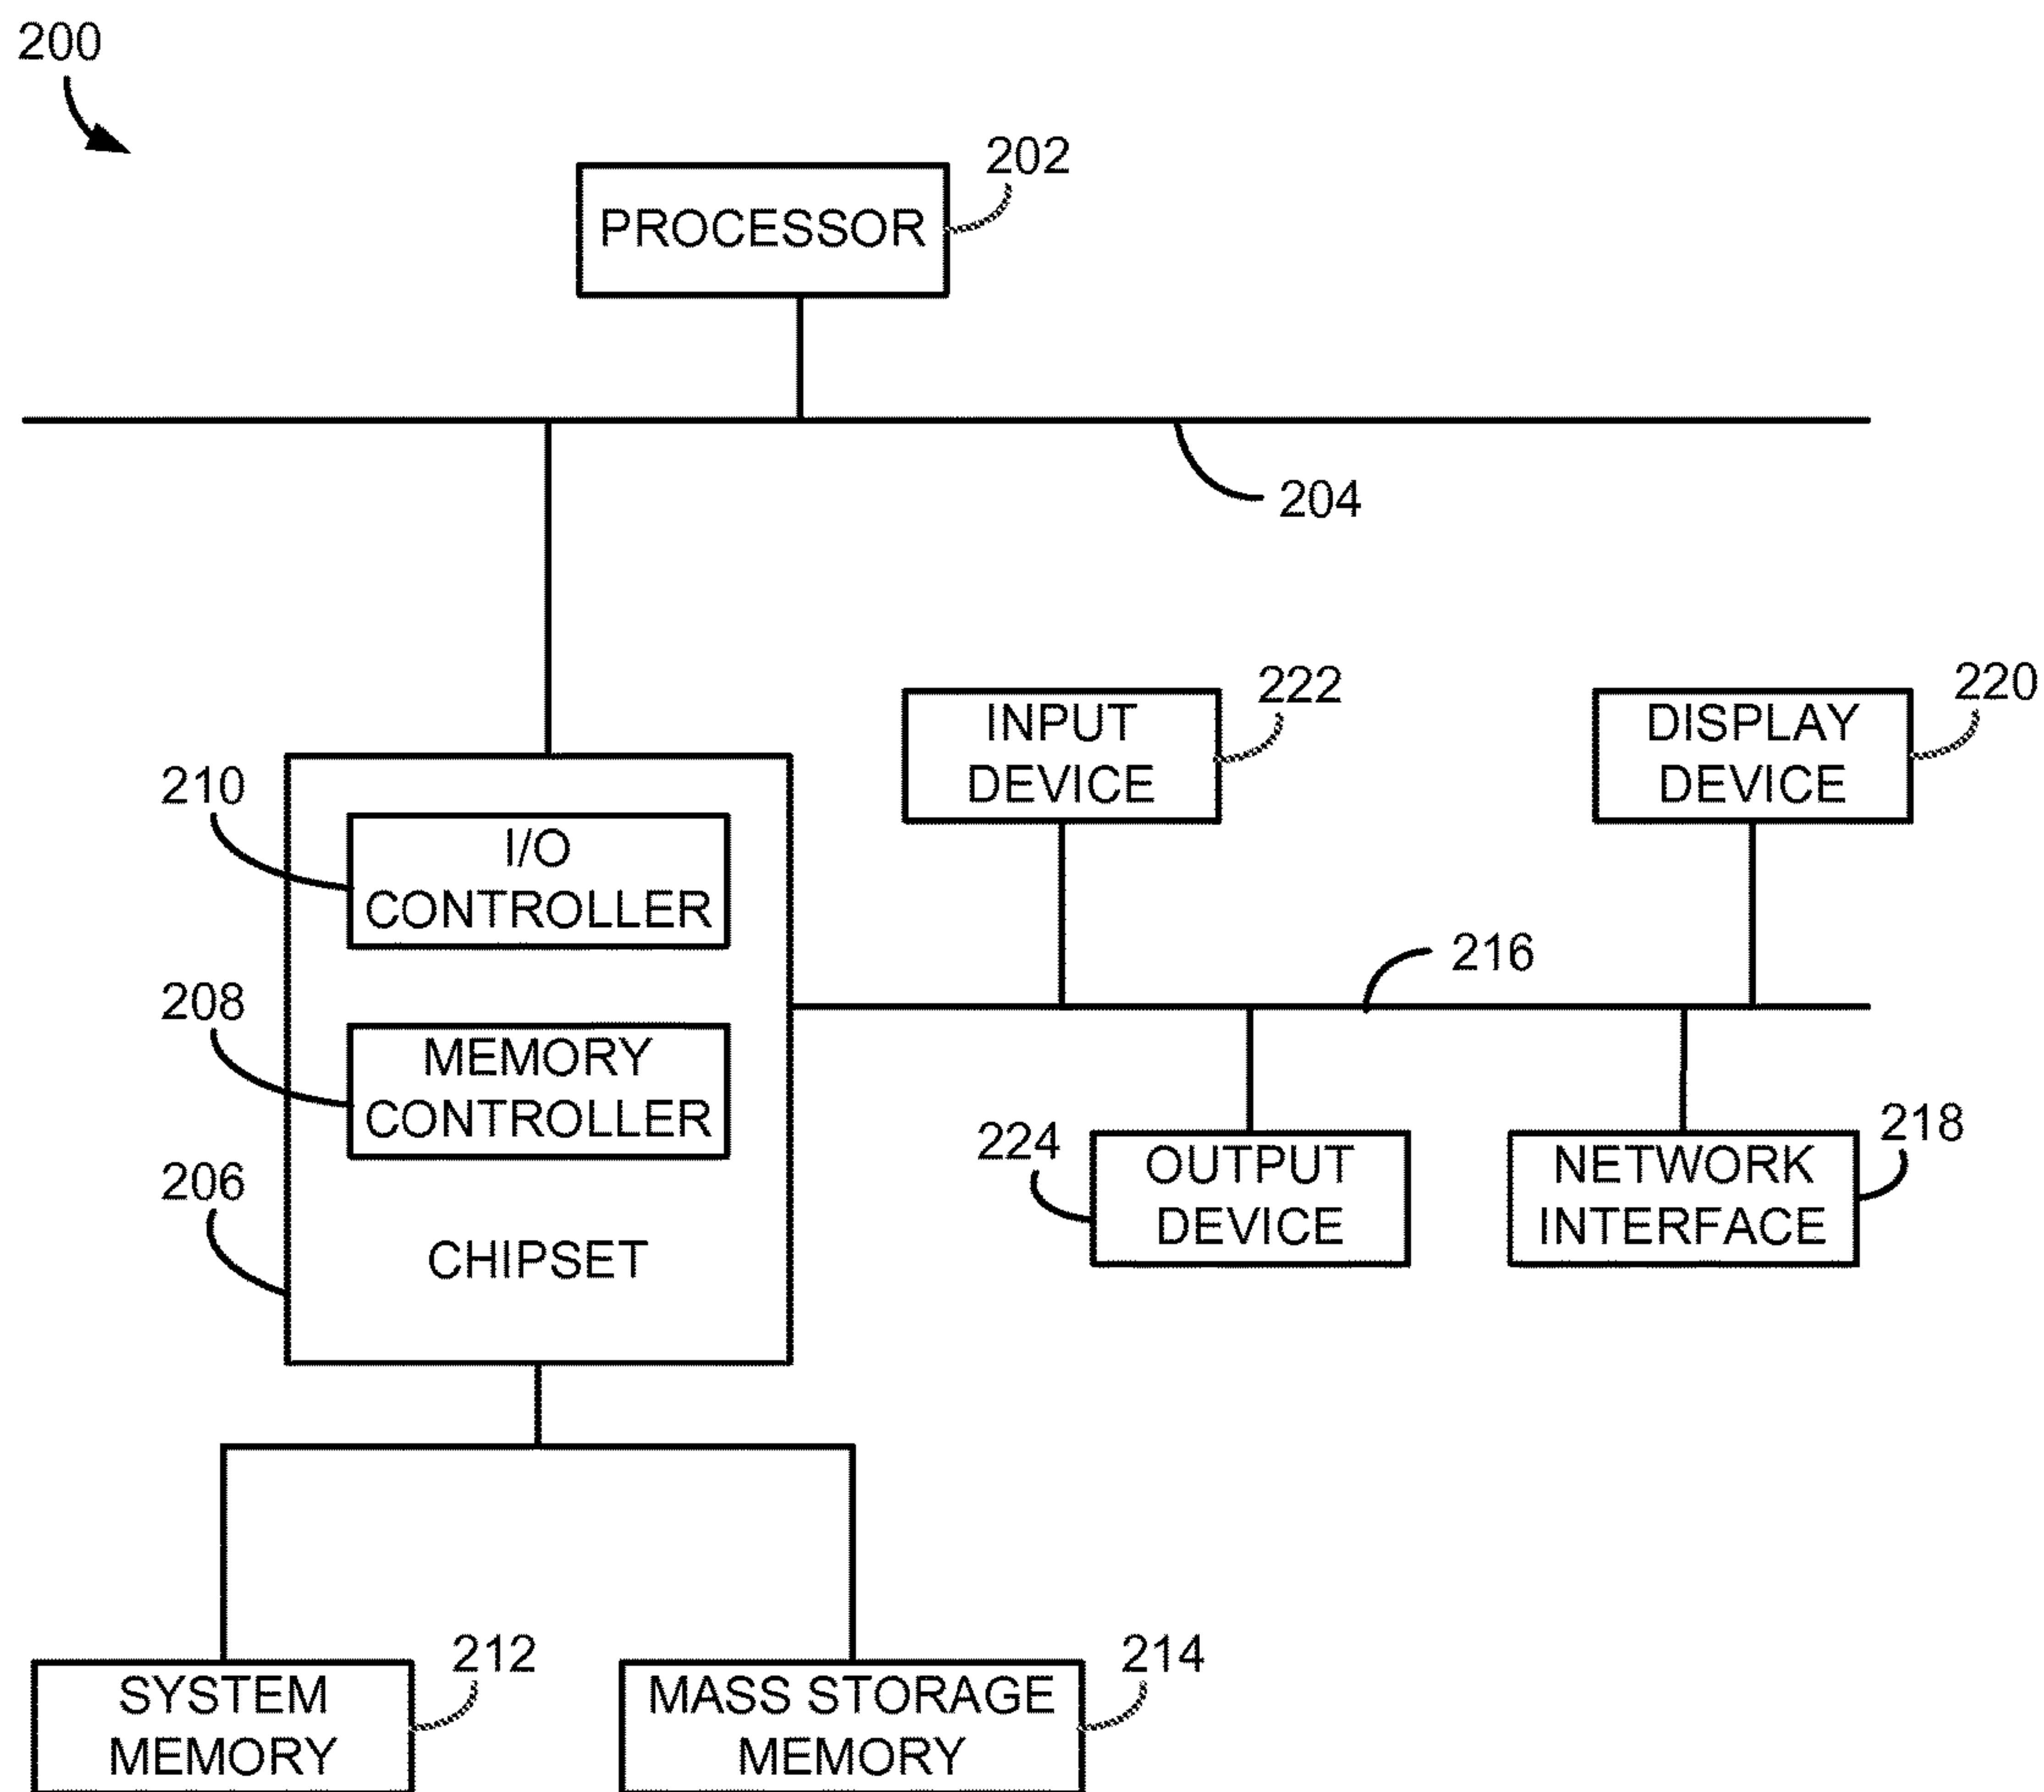 200
202
PROCESSOR
204
222
INPUT
DEVICE
220
DISPLAY
DEVICE
210
I/O
CONTROLLER
216
208
MEMORY
CONTROLLER
206
CHIPSET
224
OUTPUT
DEVICE
218
NETWORK
INTERFACE
212
SYSTEM
MEMORY
214
MASS STORAGE
MEMORY